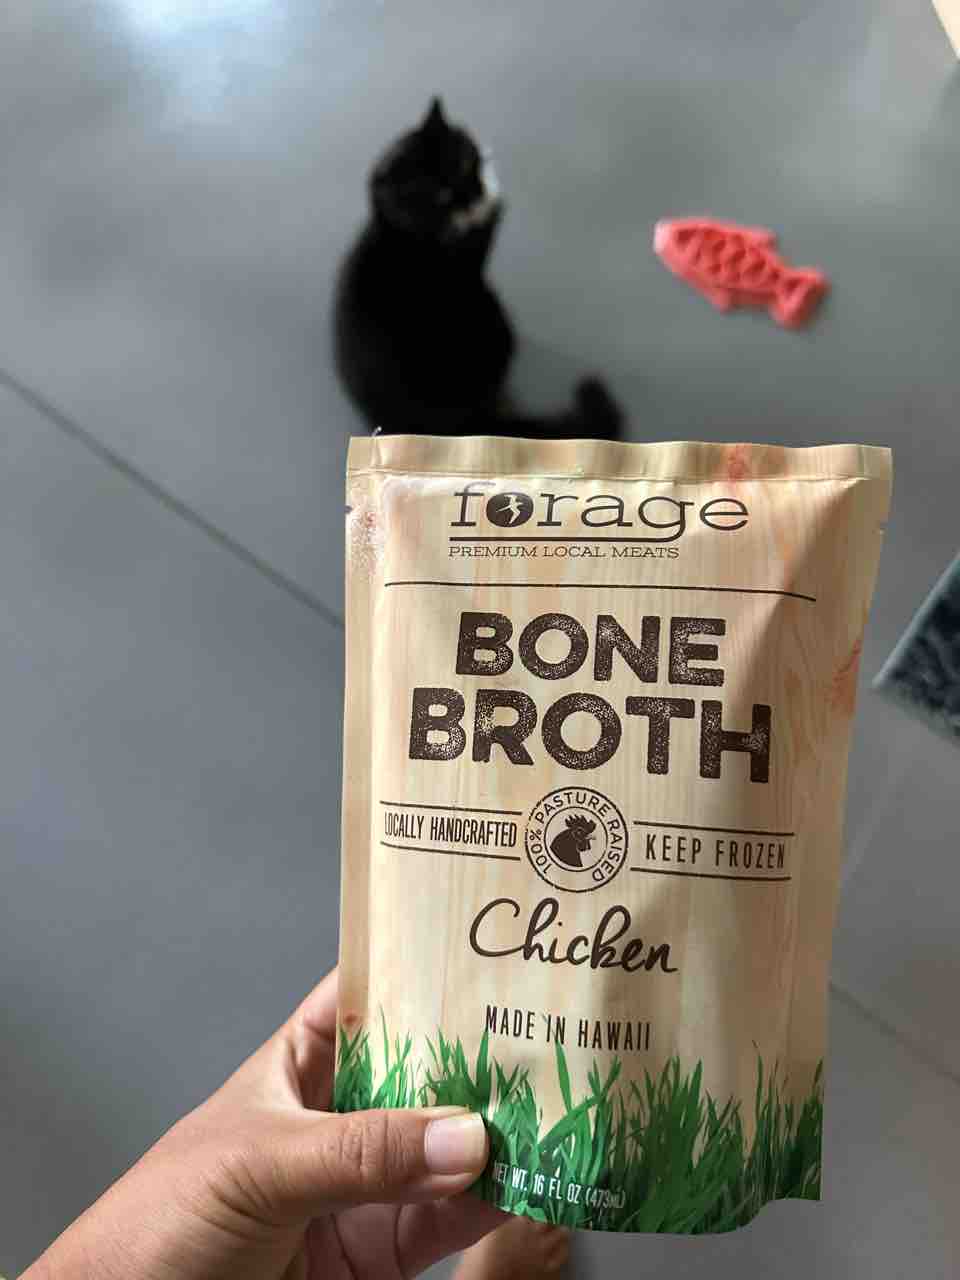 forage
PREMIUM LOCAL MEATS
BONE
BROTH
LOCALLY HANDCRAFTED
100% PASTURE RAISED
KEEP FROZEN
Chicken
MADE IN HAWAII
NET WT. 16 FL OZ (473mL)